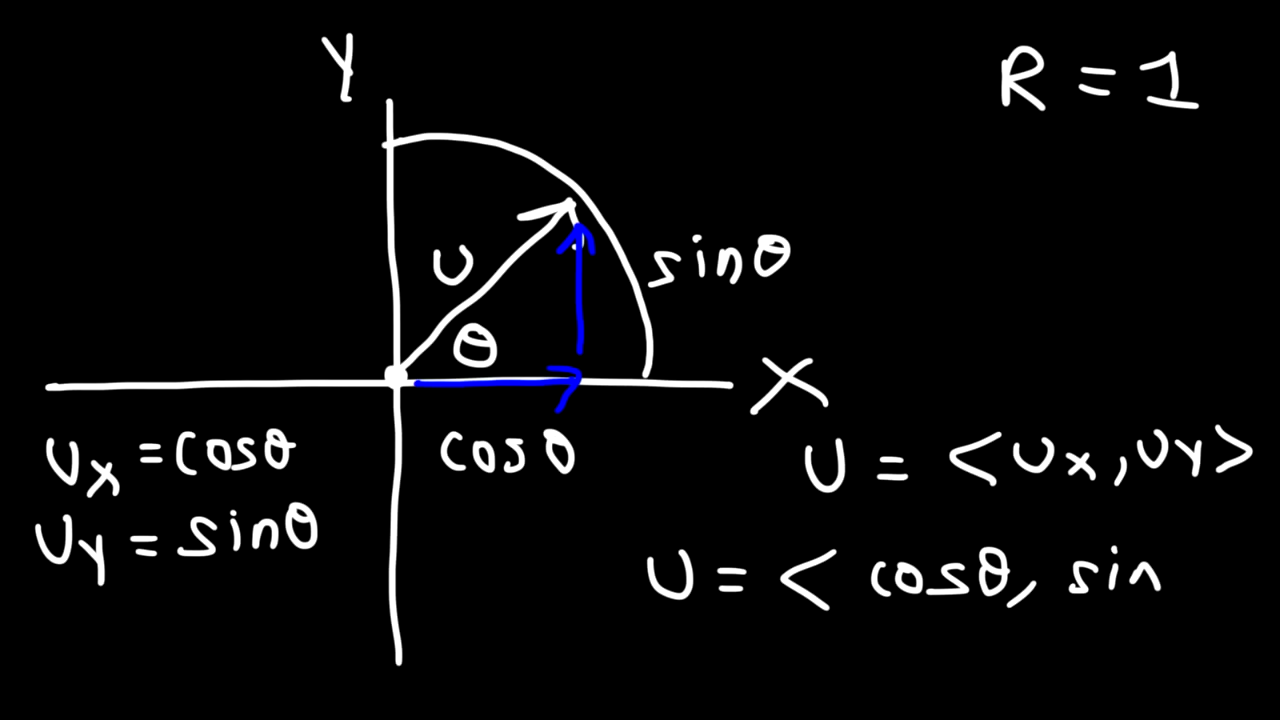 Y
R = 1
U
sinθ
θ
X
Ux = cosθ
cosθ
U = <Ux, Uy>
Uy = sinθ
U = < cosθ, sin